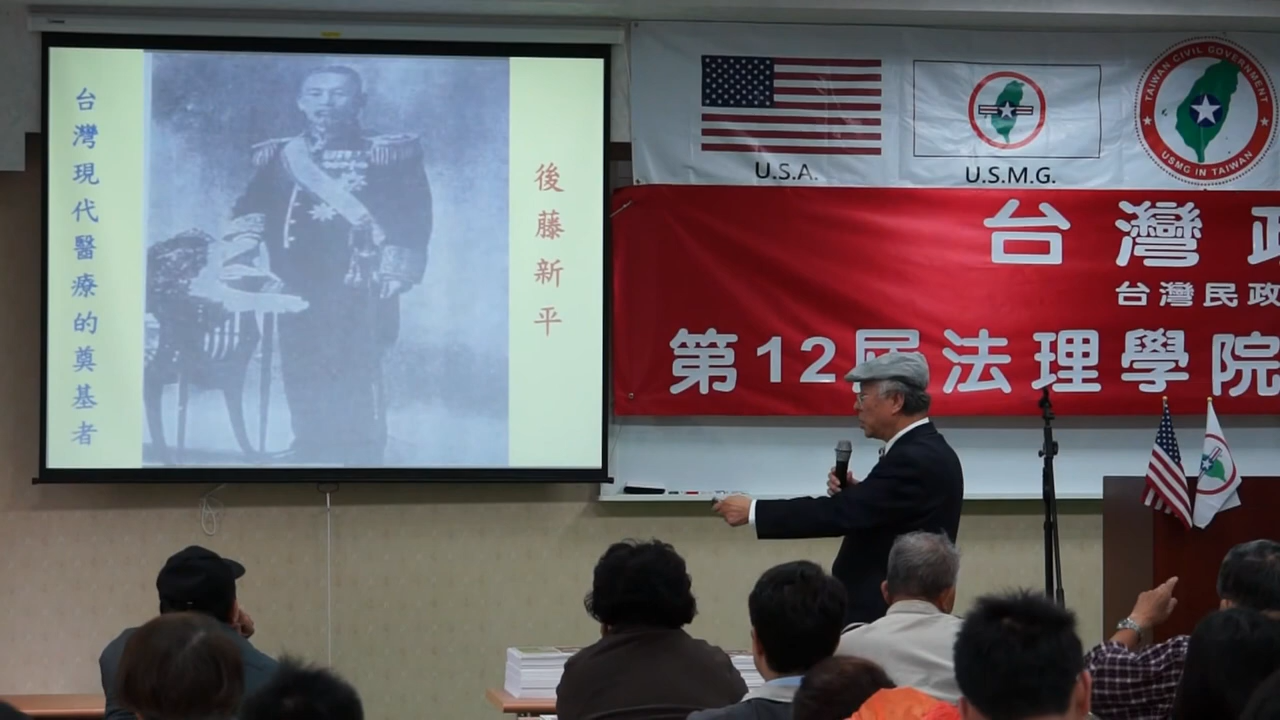 台灣現代醫療的奠基者
後藤新平
U.S.A.
U.S.M.G.
TAIWAN CIVIL GOVERNMENT
USMG IN TAIWAN
台灣政
台灣民政
第12屆法理學院